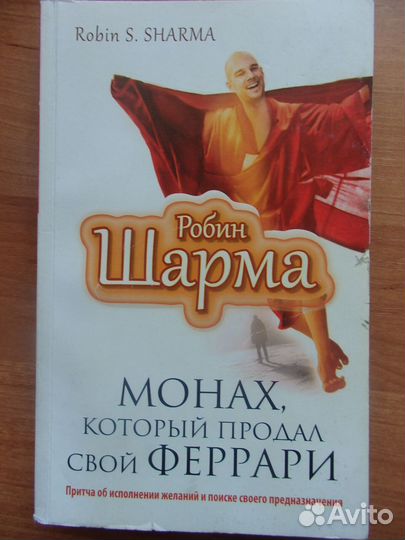 Robin S. SHARMA
Робин
Шарма
МОНАХ,
КОТОРЫЙ ПРОДАЛ
СВОЙ ФЕРРАРИ
Притча об исполнении желаний и поиске своего предназначения
Avito